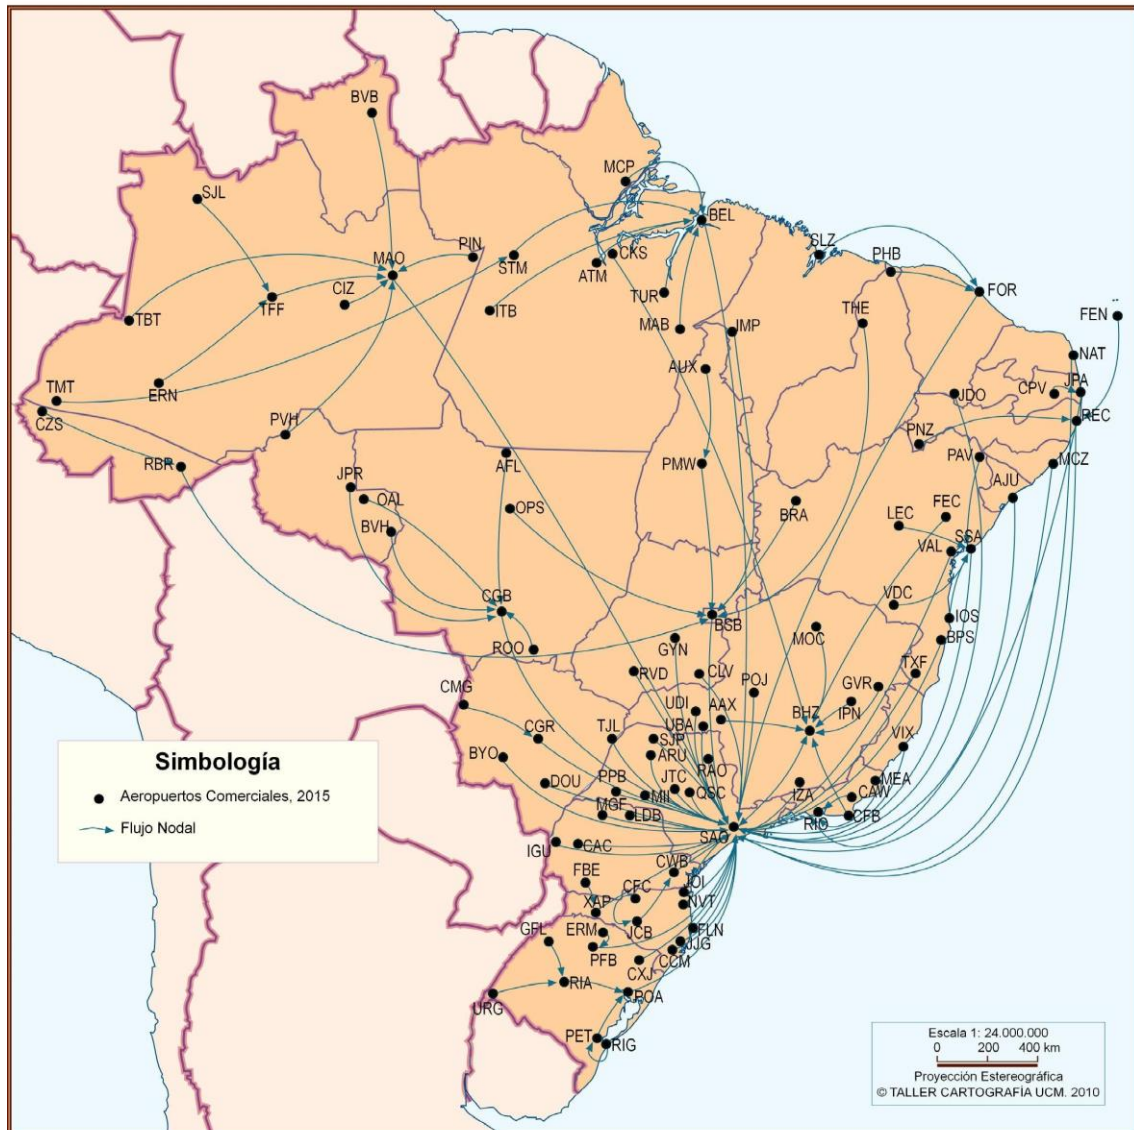 BVB
MCP
SJL
BEL
MAO
PIN
STM
CKS
SLZ
PHB
ATM
CIZ
TFF
TUR
FOR
TBT
ITB
FEN
MAB
IMP
THE
NAT
AUX
TMT
ERN
JDO
CPV
JPA
CZS
REC
PVH
PNZ
RBR
AFL
PMW
PAV
MCZ
JPR
OAL
AJU
OPS
BRA
LEC
FEC
BVH
SSA
VAL
CGB
VDC
BSB
IOS
GYN
MOC
BPS
ROO
RVD
CLV
TXF
CMG
POJ
GVR
UDI
AAX
IPN
CGR
TJL
UBA
BHZ
BYO
SJP
VIX
ARU
Simbología
RAO
DOU
PPB
JTC
QSC
MEA
Aeropuertos Comerciales, 2015
MII
IZA
CAW
MGF
LDB
RIO
CFB
Flujo Nodal
SAO
IGU
CAC
CWB
FBE
JOI
CFC
XAP
NVT
GFL
ERM
JCB
FLN
PFB
JJG
CCM
CXJ
RIA
POA
URG
PET
RIG
Escala 1: 24.000.000
0 200 400 km
Proyección Estereográfica
© TALLER CARTOGRAFÍA UCM. 2010